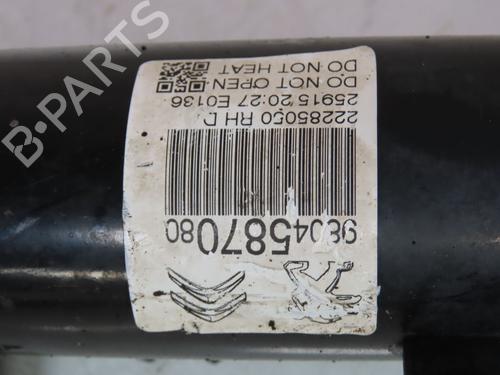 DO NOT HEAT
DO NOT OPEN
25915 20:27 E0136
22285050 RH D
9804587080
B-PARTS